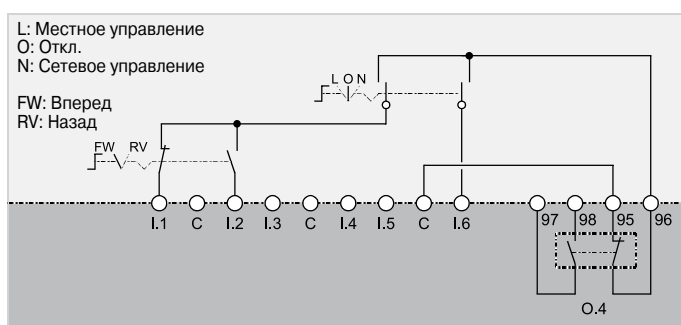 L: Местное управление
O: Откл.
N: Сетевое управление
FW: Вперед
RV: Назад
L O N
FW RV
I.1 C I.2 I.3 C I.4 I.5 C I.6 97 98 95 96
O.4